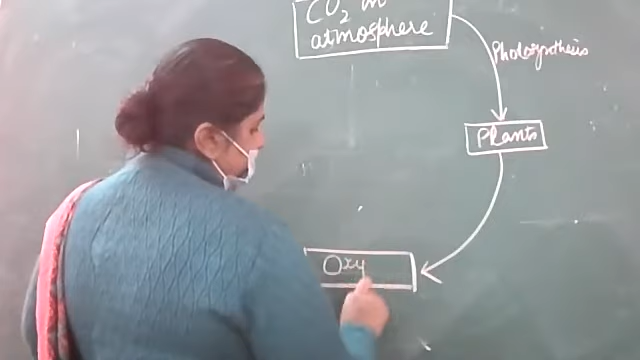 CO2 in
atmosphere
Photosynthesis
Plants
Oxy